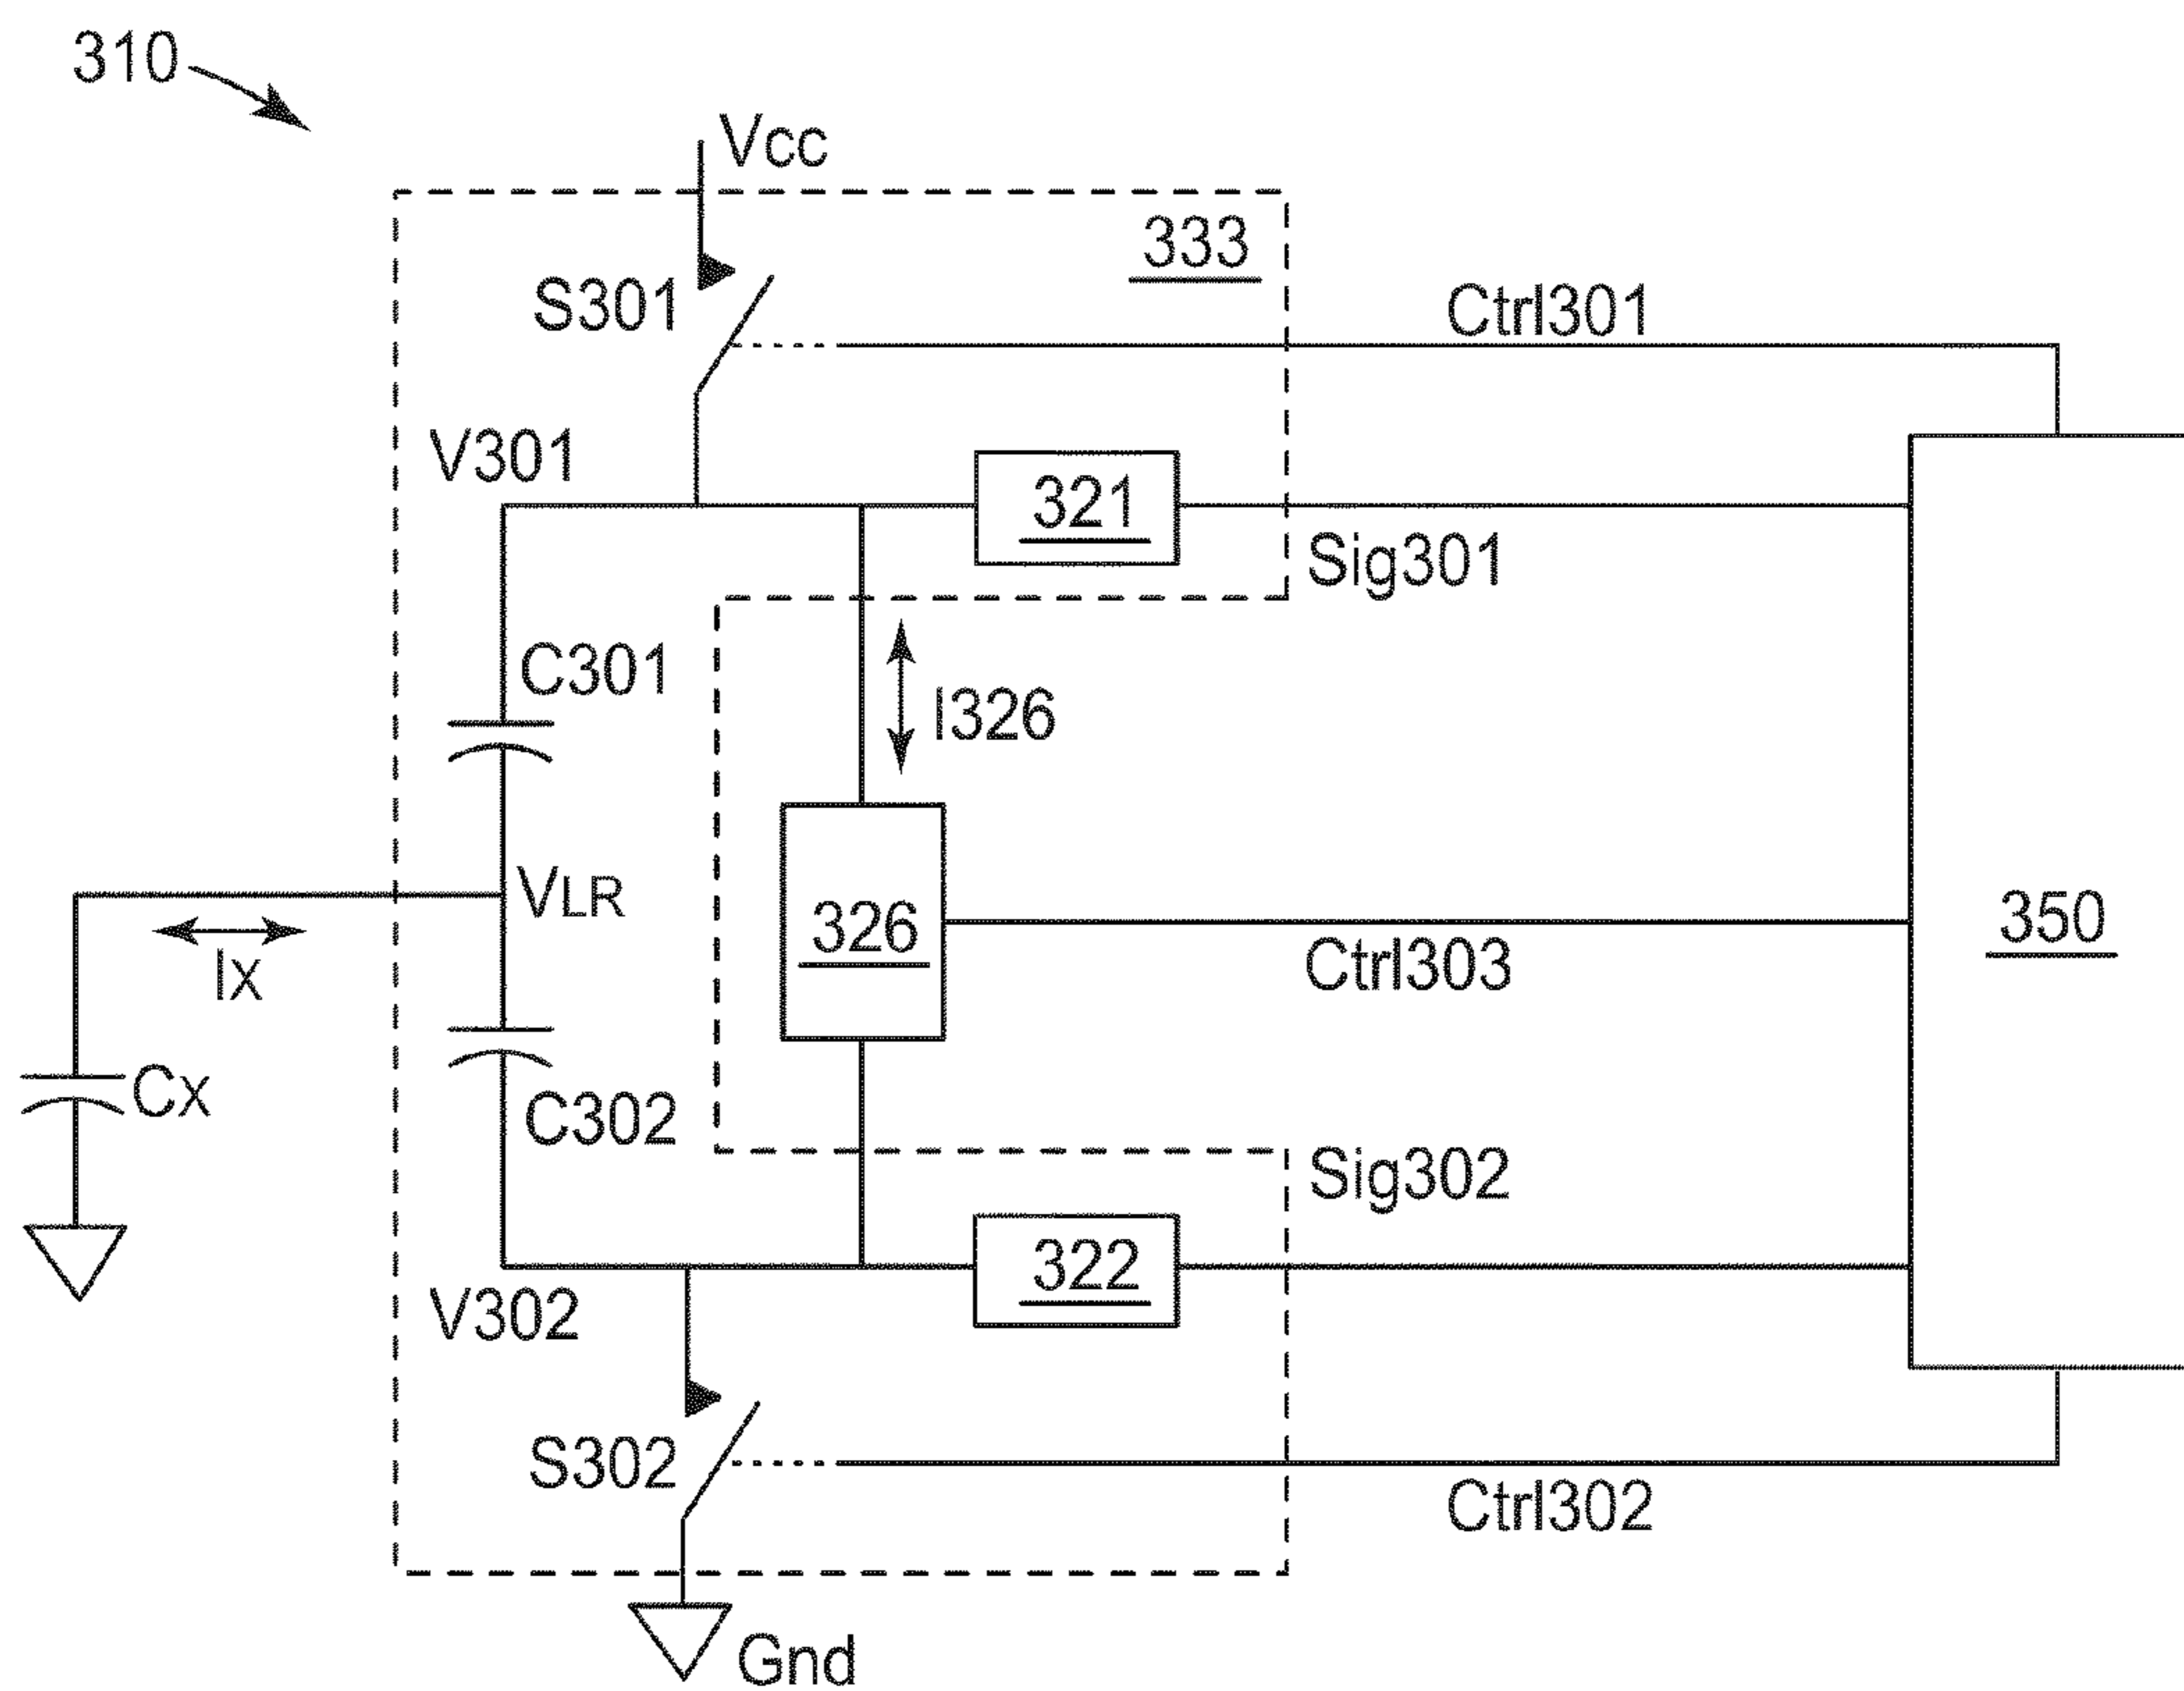 310
Vcc
333
S301
Ctrl301
V301
321
Sig301
C301
I326
VLR
326
350
Ix
Ctrl303
Cx
C302
Sig302
322
V302
S302
Ctrl302
Gnd